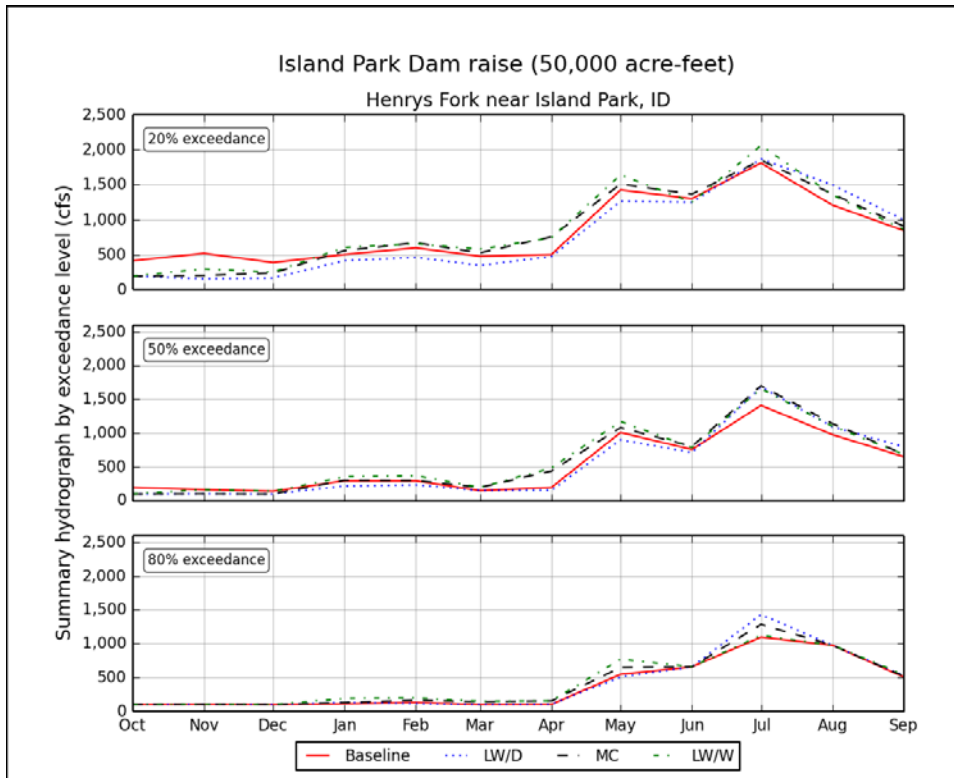 Island Park Dam raise (50,000 acre-feet)
Henrys Fork near Island Park, ID
Summary hydrograph by exceedance level (cfs)
2,500
20% exceedance
2,000
1,500
1,000
500
0
2,500
50% exceedance
2,000
1,500
1,000
500
0
2,500
80% exceedance
2,000
1,500
1,000
500
0
Oct Nov Dec Jan Feb Mar Apr May Jun Jul Aug Sep
Baseline LW/D MC LW/W